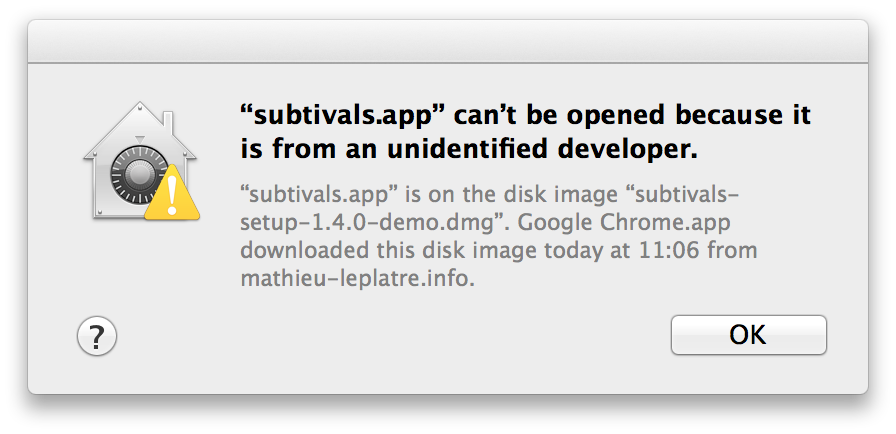 “subtivals.app” can’t be opened because it
is from an unidentified developer.
“subtivals.app” is on the disk image “subtivals-
setup-1.4.0-demo.dmg”. Google Chrome.app
downloaded this disk image today at 11:06 from
mathieu-leplatre.info.
?
OK